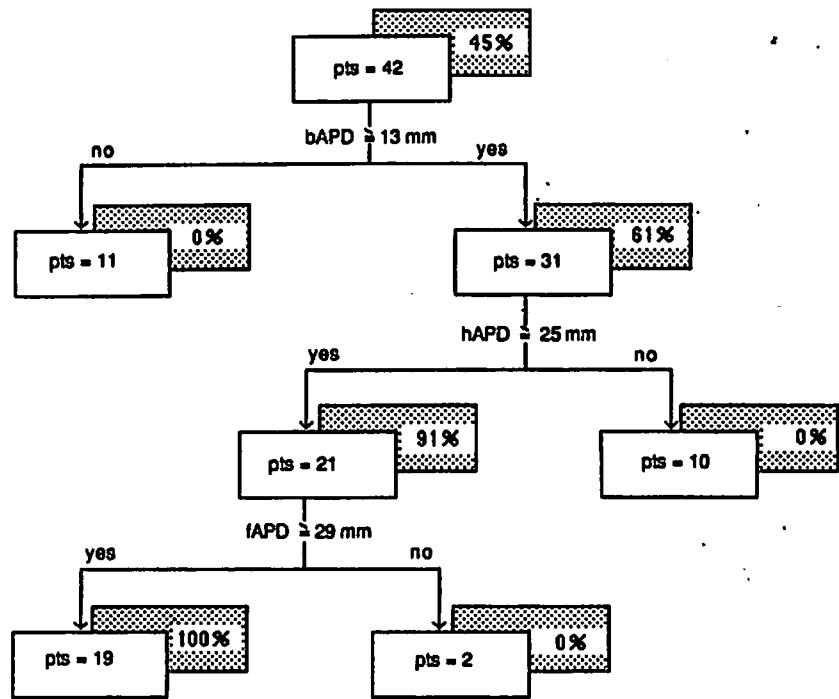 45%
pts = 42
bAPD ≧ 13 mm
no yes
0%
pts = 11
61%
pts = 31
hAPD ≧ 25 mm
yes no
91%
pts = 21
0%
pts = 10
fAPD ≧ 29 mm
yes no
100%
pts = 19
0%
pts = 2